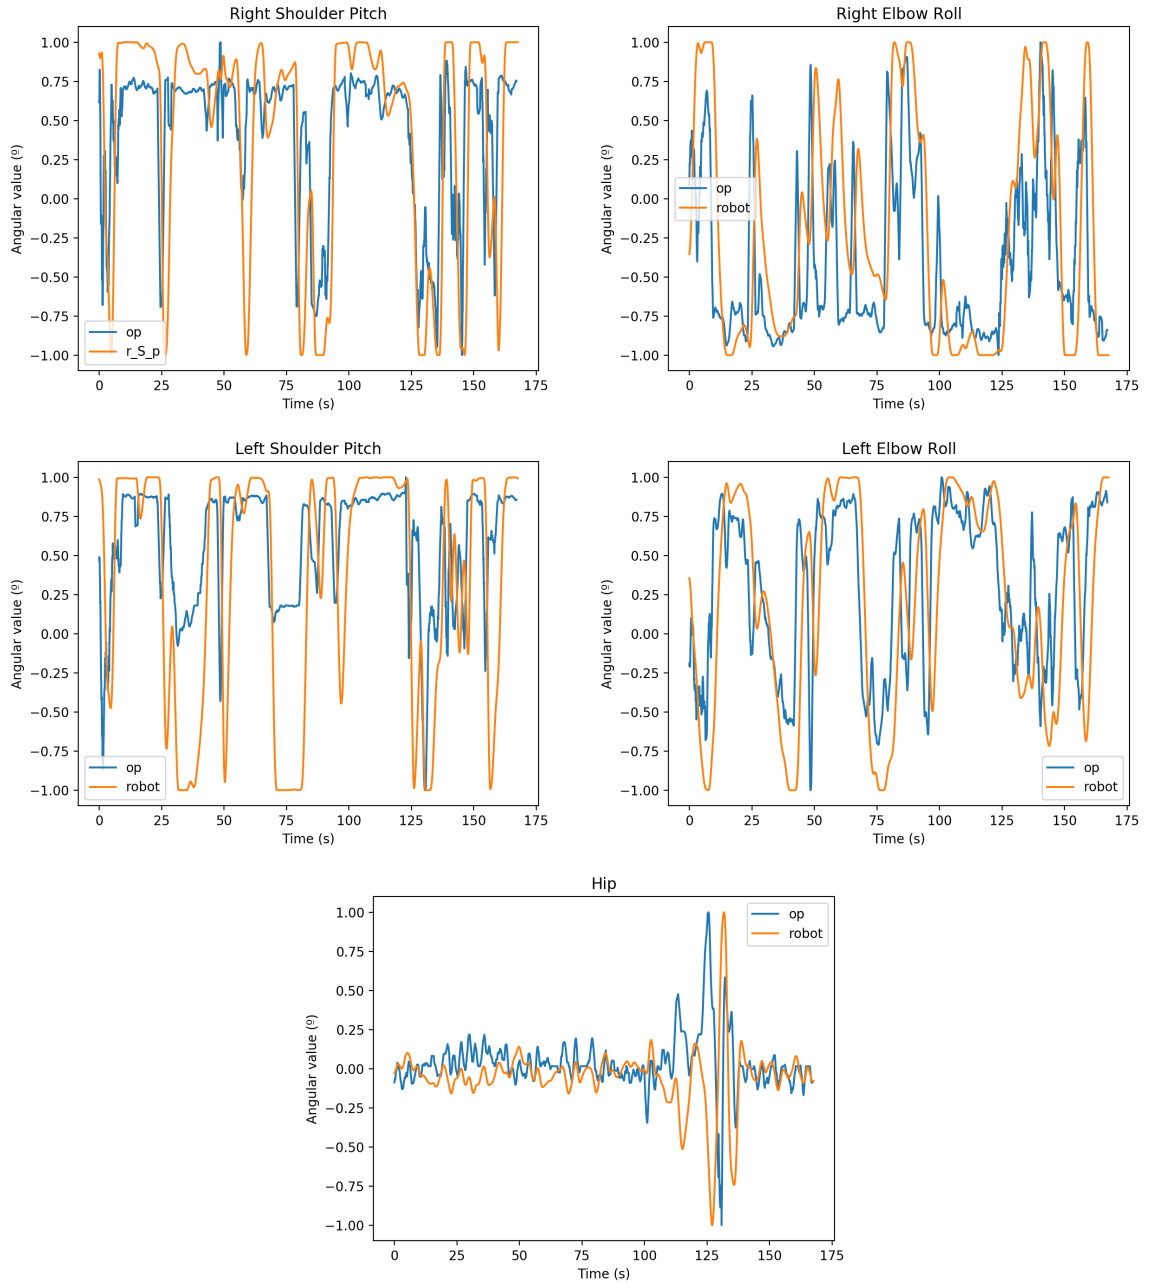 Right Shoulder Pitch
1.00
0.75
0.50
0.25
0.00
−0.25
−0.50
−0.75
−1.00
Angular value (º)
op
r_S_p
0 25 50 75 100 125 150 175
Time (s)
Right Elbow Roll
1.00
0.75
0.50
0.25
0.00
−0.25
−0.50
−0.75
−1.00
Angular value (º)
op
robot
0 25 50 75 100 125 150 175
Time (s)
Left Shoulder Pitch
1.00
0.75
0.50
0.25
0.00
−0.25
−0.50
−0.75
−1.00
Angular value (º)
op
robot
0 25 50 75 100 125 150 175
Time (s)
Left Elbow Roll
1.00
0.75
0.50
0.25
0.00
−0.25
−0.50
−0.75
−1.00
Angular value (º)
op
robot
0 25 50 75 100 125 150 175
Time (s)
Hip
1.00
0.75
0.50
0.25
0.00
−0.25
−0.50
−0.75
−1.00
Angular value (º)
op
robot
0 25 50 75 100 125 150 175
Time (s)